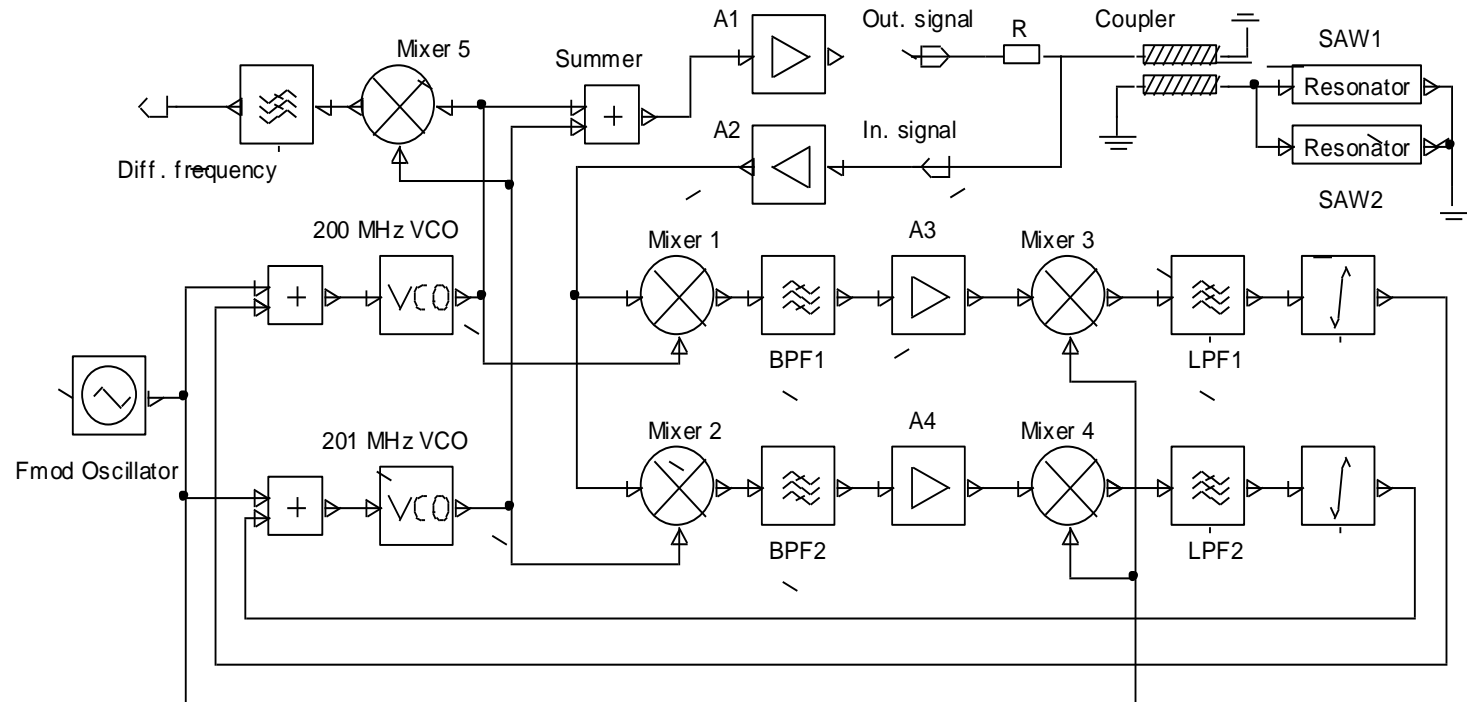 A1
Out. signal
R
Coupler
Mixer 5
Summer
SAW1
+
Resonator
A2
In. signal
Resonator
Diff. frequency
SAW2
200 MHz VCO
Mixer 1
A3
Mixer 3
+
VCO
BPF1
LPF1
201 MHz VCO
Mixer 2
A4
Mixer 4
Fmod Oscillator
+
VCO
BPF2
LPF2